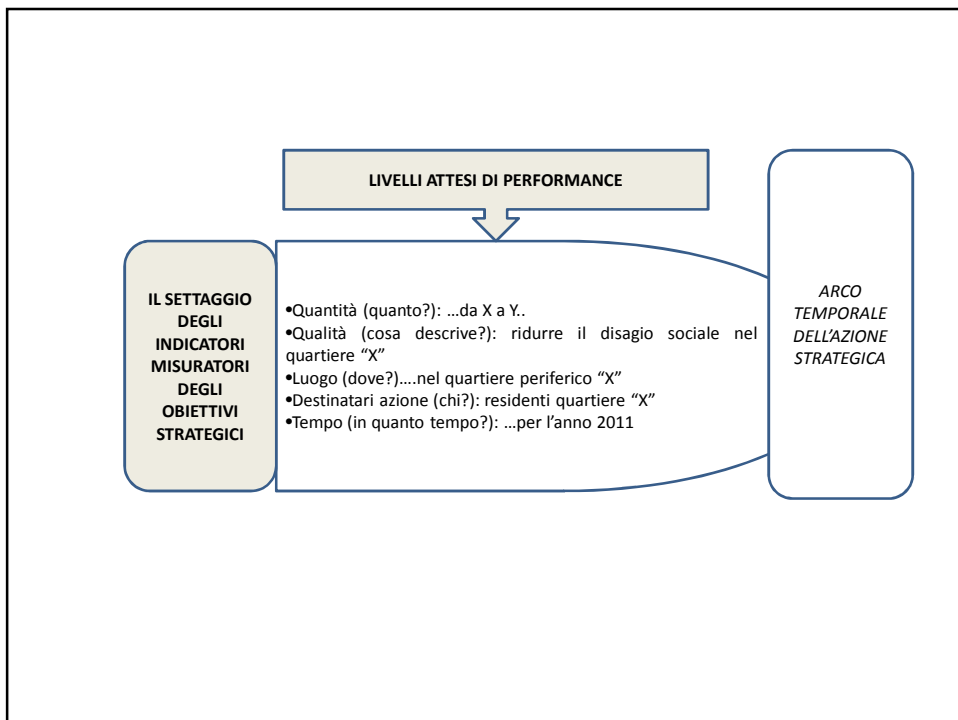 LIVELLI ATTESI DI PERFORMANCE
IL SETTAGGIO
DEGLI
INDICATORI
MISURATORI
DEGLI
OBIETTIVI
STRATEGICI
•Quantità (quanto?): …da X a Y..
•Qualità (cosa descrive?): ridurre il disagio sociale nel
quartiere “X”
•Luogo (dove?)….nel quartiere periferico “X”
•Destinatari azione (chi?): residenti quartiere “X”
•Tempo (in quanto tempo?): …per l’anno 2011
ARCO
TEMPORALE
DELL’AZIONE
STRATEGICA